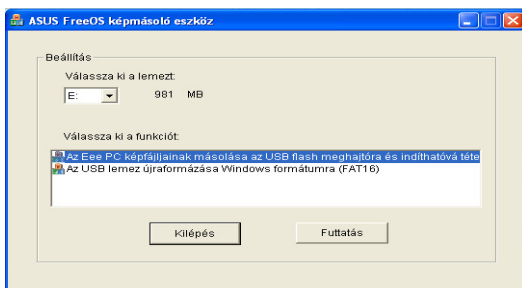 ASUS FreeOS képmásoló eszköz
Beállítás
Válassza ki a lemezt:
E: 981 MB
Válassza ki a funkciót:
Az Eee PC képfájljainak másolása az USB flash meghajtóra és indíthatóvá téte
Az USB lemez újraformázása Windows formátumra (FAT16)
Kilépés Futtatás